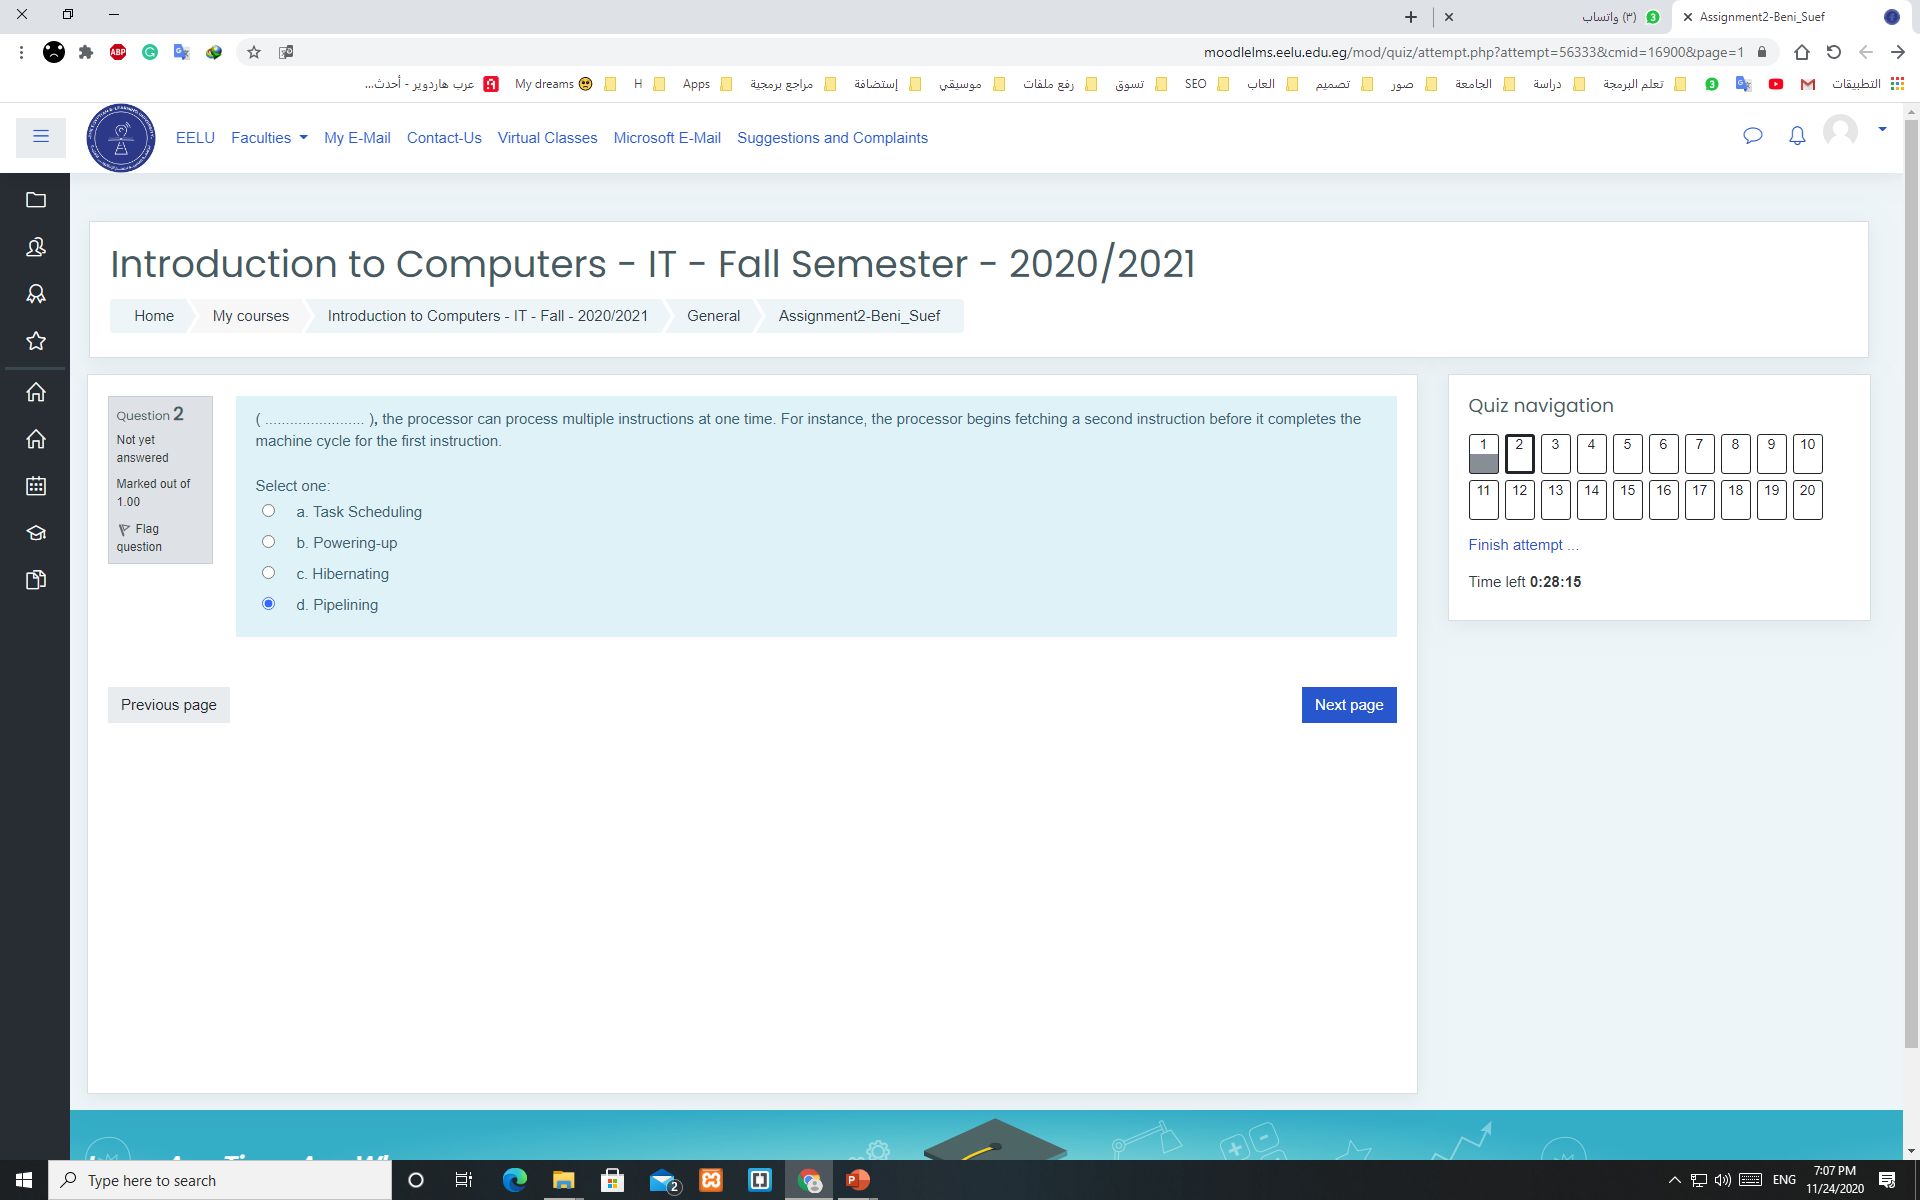 (٣) واتساب
Assignment2-Beni_Suef
moodlelms.eelu.edu.eg/mod/quiz/attempt.php?attempt=56333&cmid=16900&page=1
التطبيقات
تعلم البرمجة
دراسة
الجامعة
صور
تصميم
العاب
SEO
تسوق
رفع ملفات
موسيقي
إستضافة
مراجع برمجية
Apps
H
My dreams
عرب هاردوير - أحدث...
EELU Faculties My E-Mail Contact-Us Virtual Classes Microsoft E-Mail Suggestions and Complaints
Introduction to Computers - IT - Fall Semester - 2020/2021
Home My courses Introduction to Computers - IT - Fall - 2020/2021 General Assignment2-Beni_Suef
Question 2
Not yet
answered
Marked out of
1.00
Flag
question
( ........................ ), the processor can process multiple instructions at one time. For instance, the processor begins fetching a second instruction before it completes the
machine cycle for the first instruction.
Select one:
a. Task Scheduling
b. Powering-up
c. Hibernating
d. Pipelining
Previous page
Next page
Quiz navigation
1 2 3 4 5 6 7 8 9 10
11 12 13 14 15 16 17 18 19 20
Finish attempt ...
Time left 0:28:15
Type here to search
ENG
7:07 PM
11/24/2020